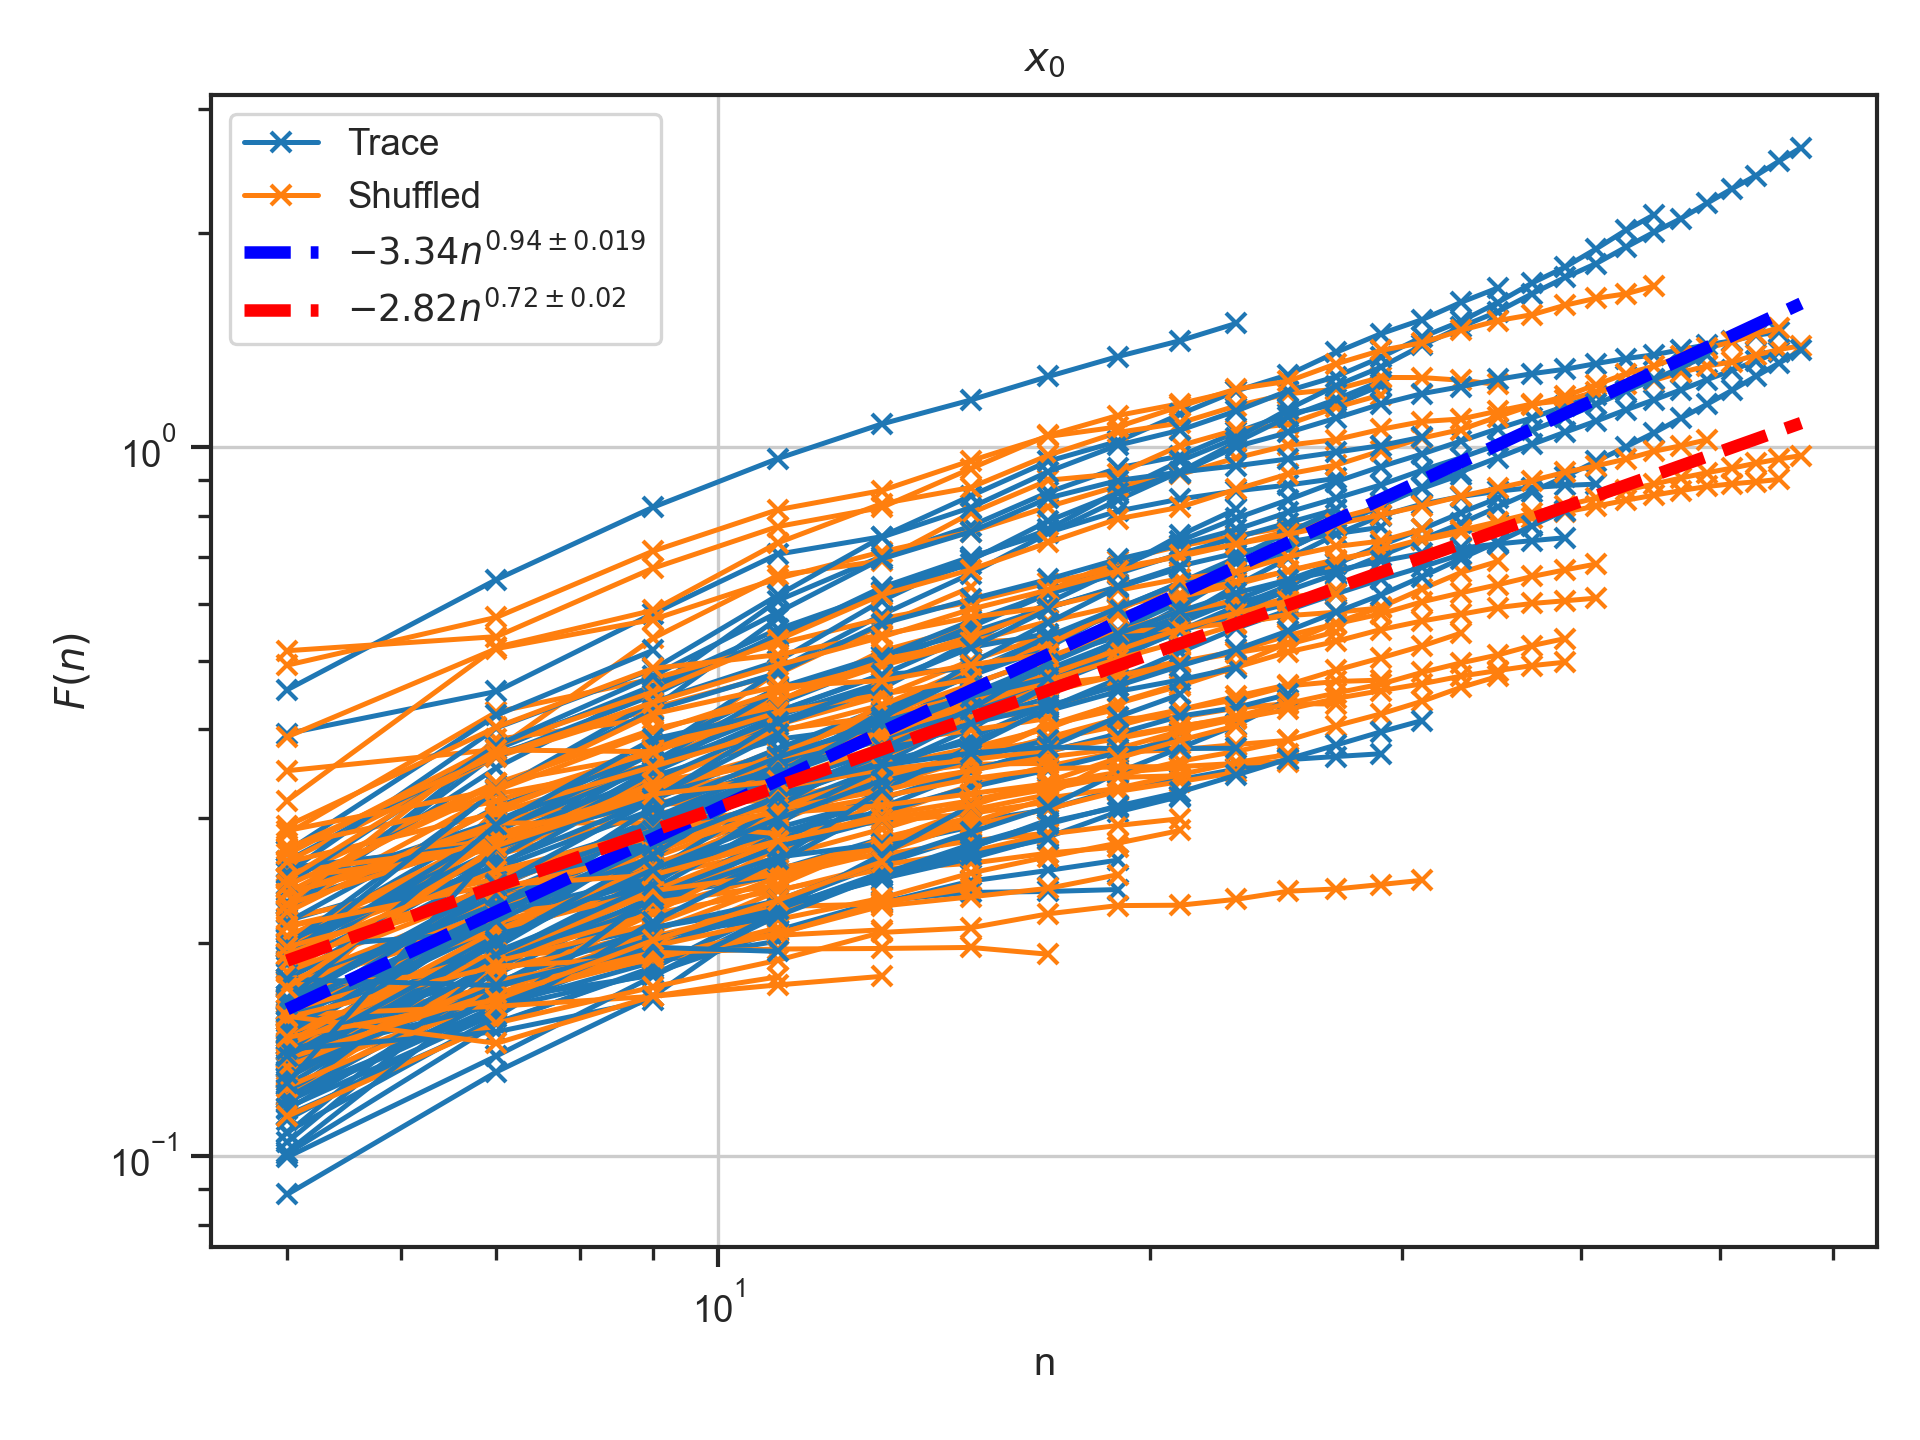 x₀
Trace
Shuffled
−3.34n^{0.94±0.019}
−2.82n^{0.72±0.02}
10⁰
F(n)
10⁻¹
10¹
n